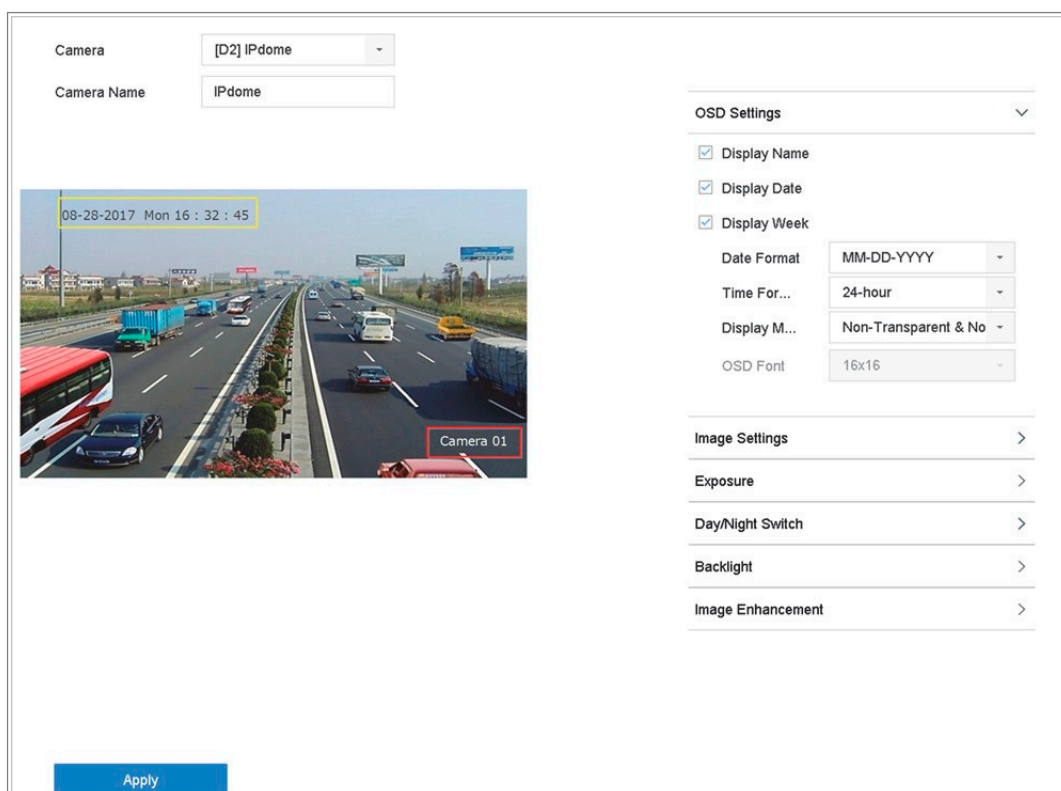 Camera
[D2] IPdome
Camera Name
IPdome
08-28-2017 Mon 16 : 32 : 45
Camera 01
OSD Settings
Display Name
Display Date
Display Week
Date Format
MM-DD-YYYY
Time For...
24-hour
Display M...
Non-Transparent & No
OSD Font
16x16
Image Settings
Exposure
Day/Night Switch
Backlight
Image Enhancement
Apply